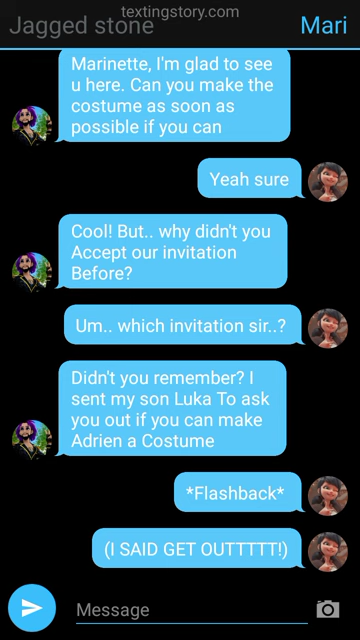 textingstory.com
Jagged stone
Mari
Marinette, I'm glad to see
u here. Can you make the
costume as soon as
possible if you can
Yeah sure
Cool! But.. why didn't you
Accept our invitation
Before?
Um.. which invitation sir..?
Didn't you remember? I
sent my son Luka To ask
you out if you can make
Adrien a Costume
*Flashback*
(I SAID GET OUTTTTT!)
Message